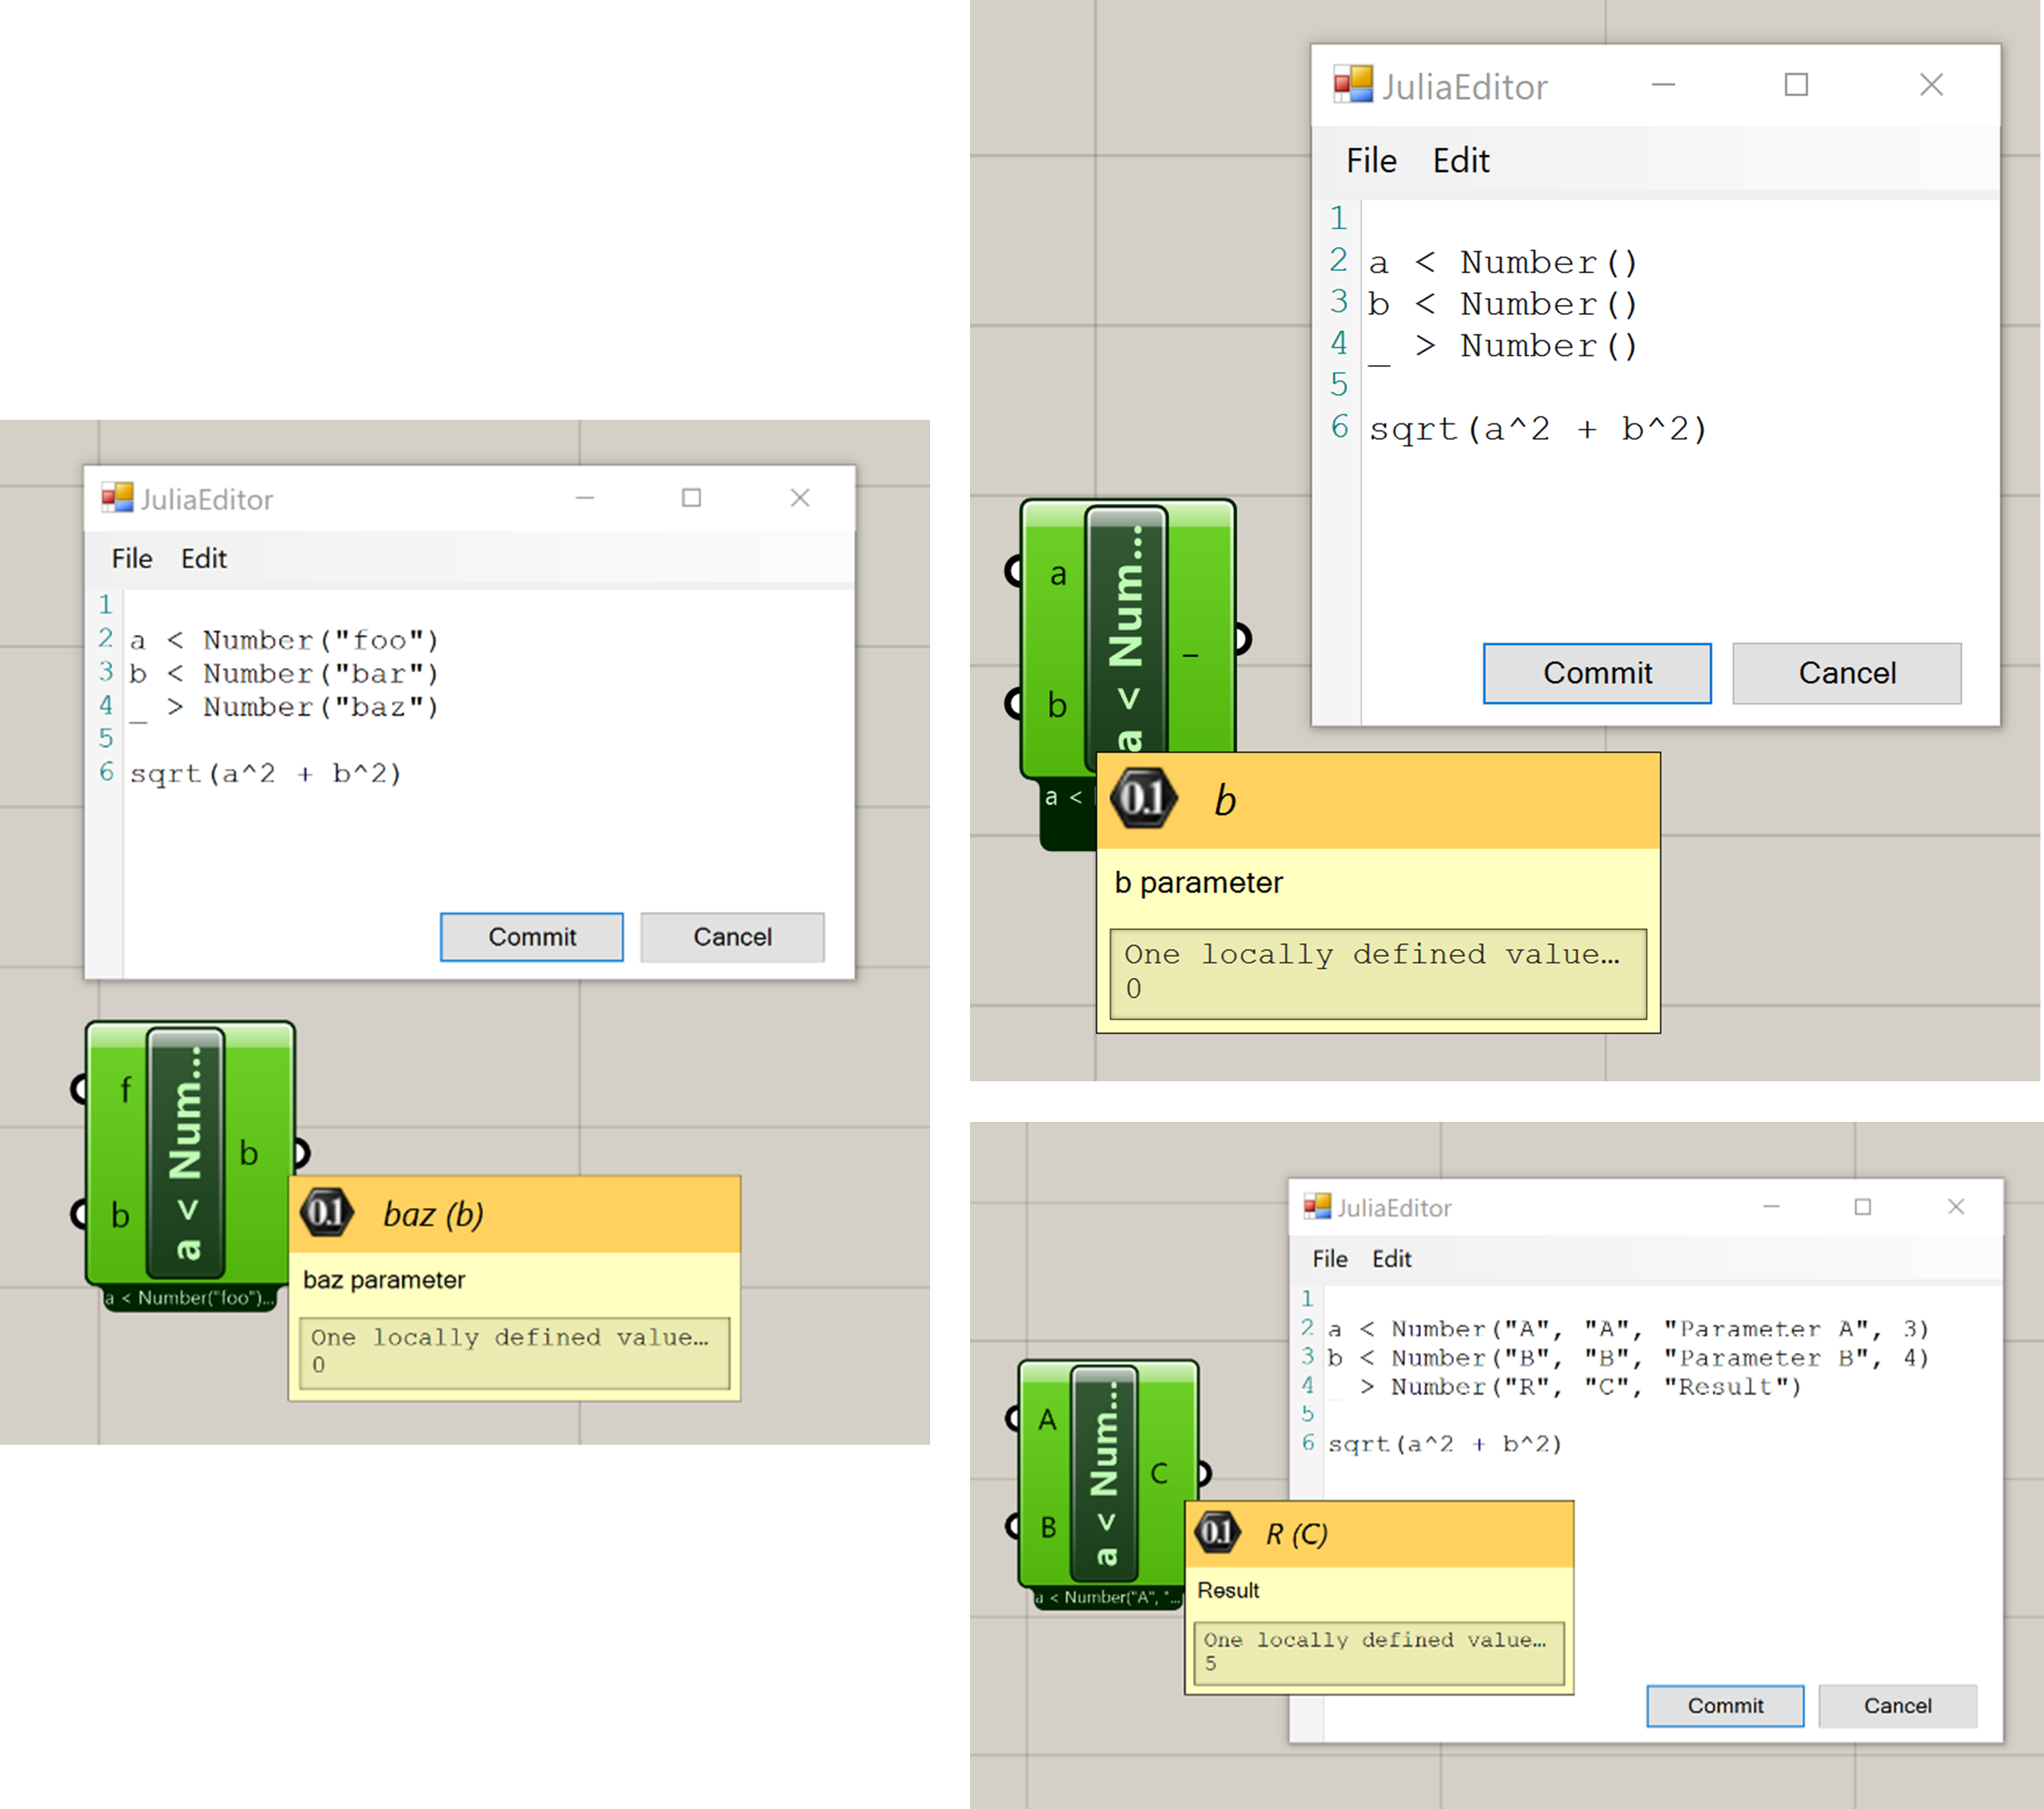 JuliaEditor
File Edit
1
2 a < Number("foo")
3 b < Number("bar")
4 _ > Number("baz")
5
6 sqrt(a^2 + b^2)
Commit Cancel
f
b
a < Num...
b
a < Number("foo")...
0.1 baz (b)
baz parameter
One locally defined value…
0
JuliaEditor
File Edit
1
2 a < Number()
3 b < Number()
4 _ > Number()
5
6 sqrt(a^2 + b^2)
Commit Cancel
a
b
a < Num...
_
a <
0.1 b
b parameter
One locally defined value…
0
JuliaEditor
File Edit
1
2 a < Number("A", "A", "Parameter A", 3)
3 b < Number("B", "B", "Parameter B", 4)
4 _ > Number("R", "C", "Result")
5
6 sqrt(a^2 + b^2)
A
B
a < Num...
C
a < Number("A", "...
0.1 R (C)
Result
One locally defined value…
5
Commit Cancel